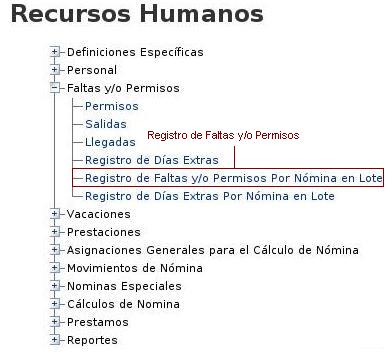 Recursos Humanos
Definiciones Específicas
Personal
Faltas y/o Permisos
Permisos
Salidas
Llegadas
Registro de Faltas y/o Permisos
Registro de Días Extras
Registro de Faltas y/o Permisos Por Nómina en Lote
Registro de Días Extras Por Nómina en Lote
Vacaciones
Prestaciones
Asignaciones Generales para el Cálculo de Nómina
Movimientos de Nómina
Nominas Especiales
Cálculos de Nomina
Prestamos
Reportes